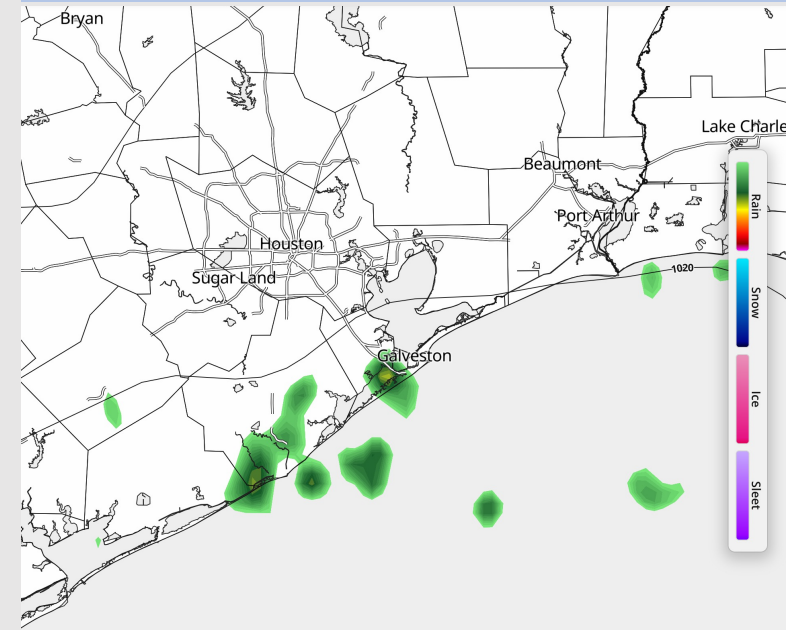 Bryan
Lake Charle
Beaumont
Port Arthur
Houston
Sugar Land
1020
Galveston
Rain
Snow
Ice
Sleet